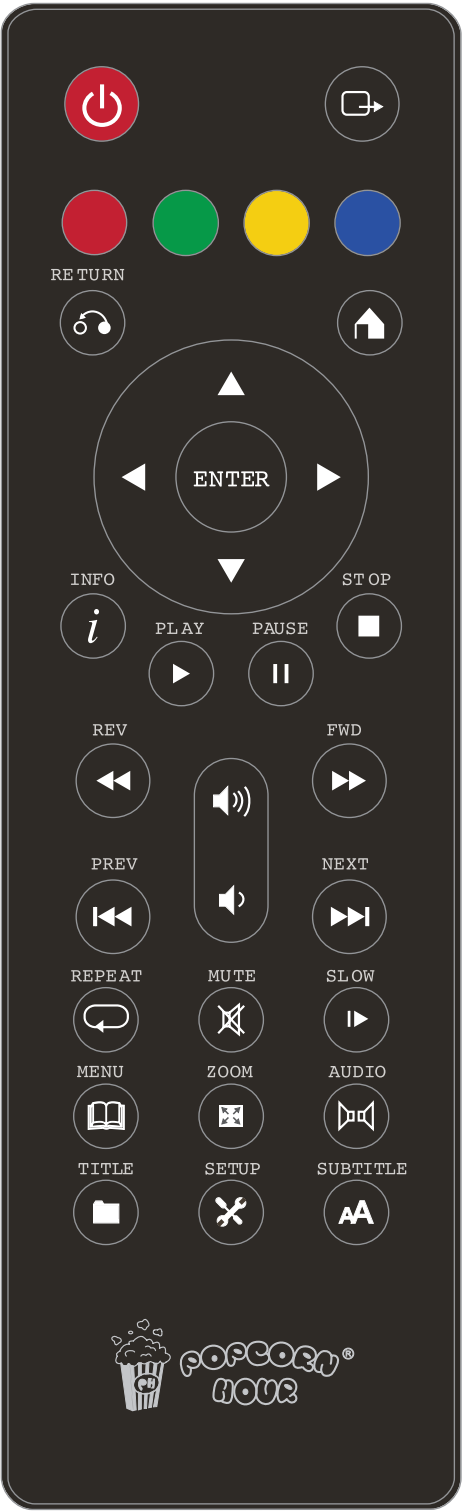 RETURN
ENTER
INFO
STOP
PLAY
PAUSE
REV
FWD
PREV
NEXT
REPEAT
MUTE
SLOW
MENU
ZOOM
AUDIO
TITLE
SETUP
SUBTITLE
AA
PH
POPCORN®
HOUR